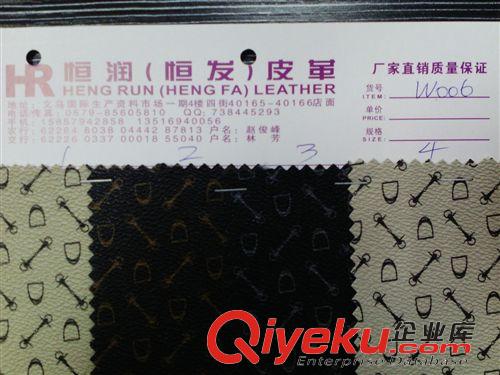 HR 恒润(恒发)皮革
HENG RUN (HENG FA) LEATHER
地址:义乌国际生产资料市场一期4楼四街40165-40166店面
电话传真:0579-85605810 QQ:738445293
手机:15857942958 13516940056
农行:62284 8038 04442 87813 户名:赵俊峰
交行:62226 0337 00018 55040 户名:林 芳
厂家直销质量保证
货号
ITEM: W006
单价
PRICE:
规格
SIZE:
1 2 3 4
Qiyeku.com 企业库
Enterprise Database